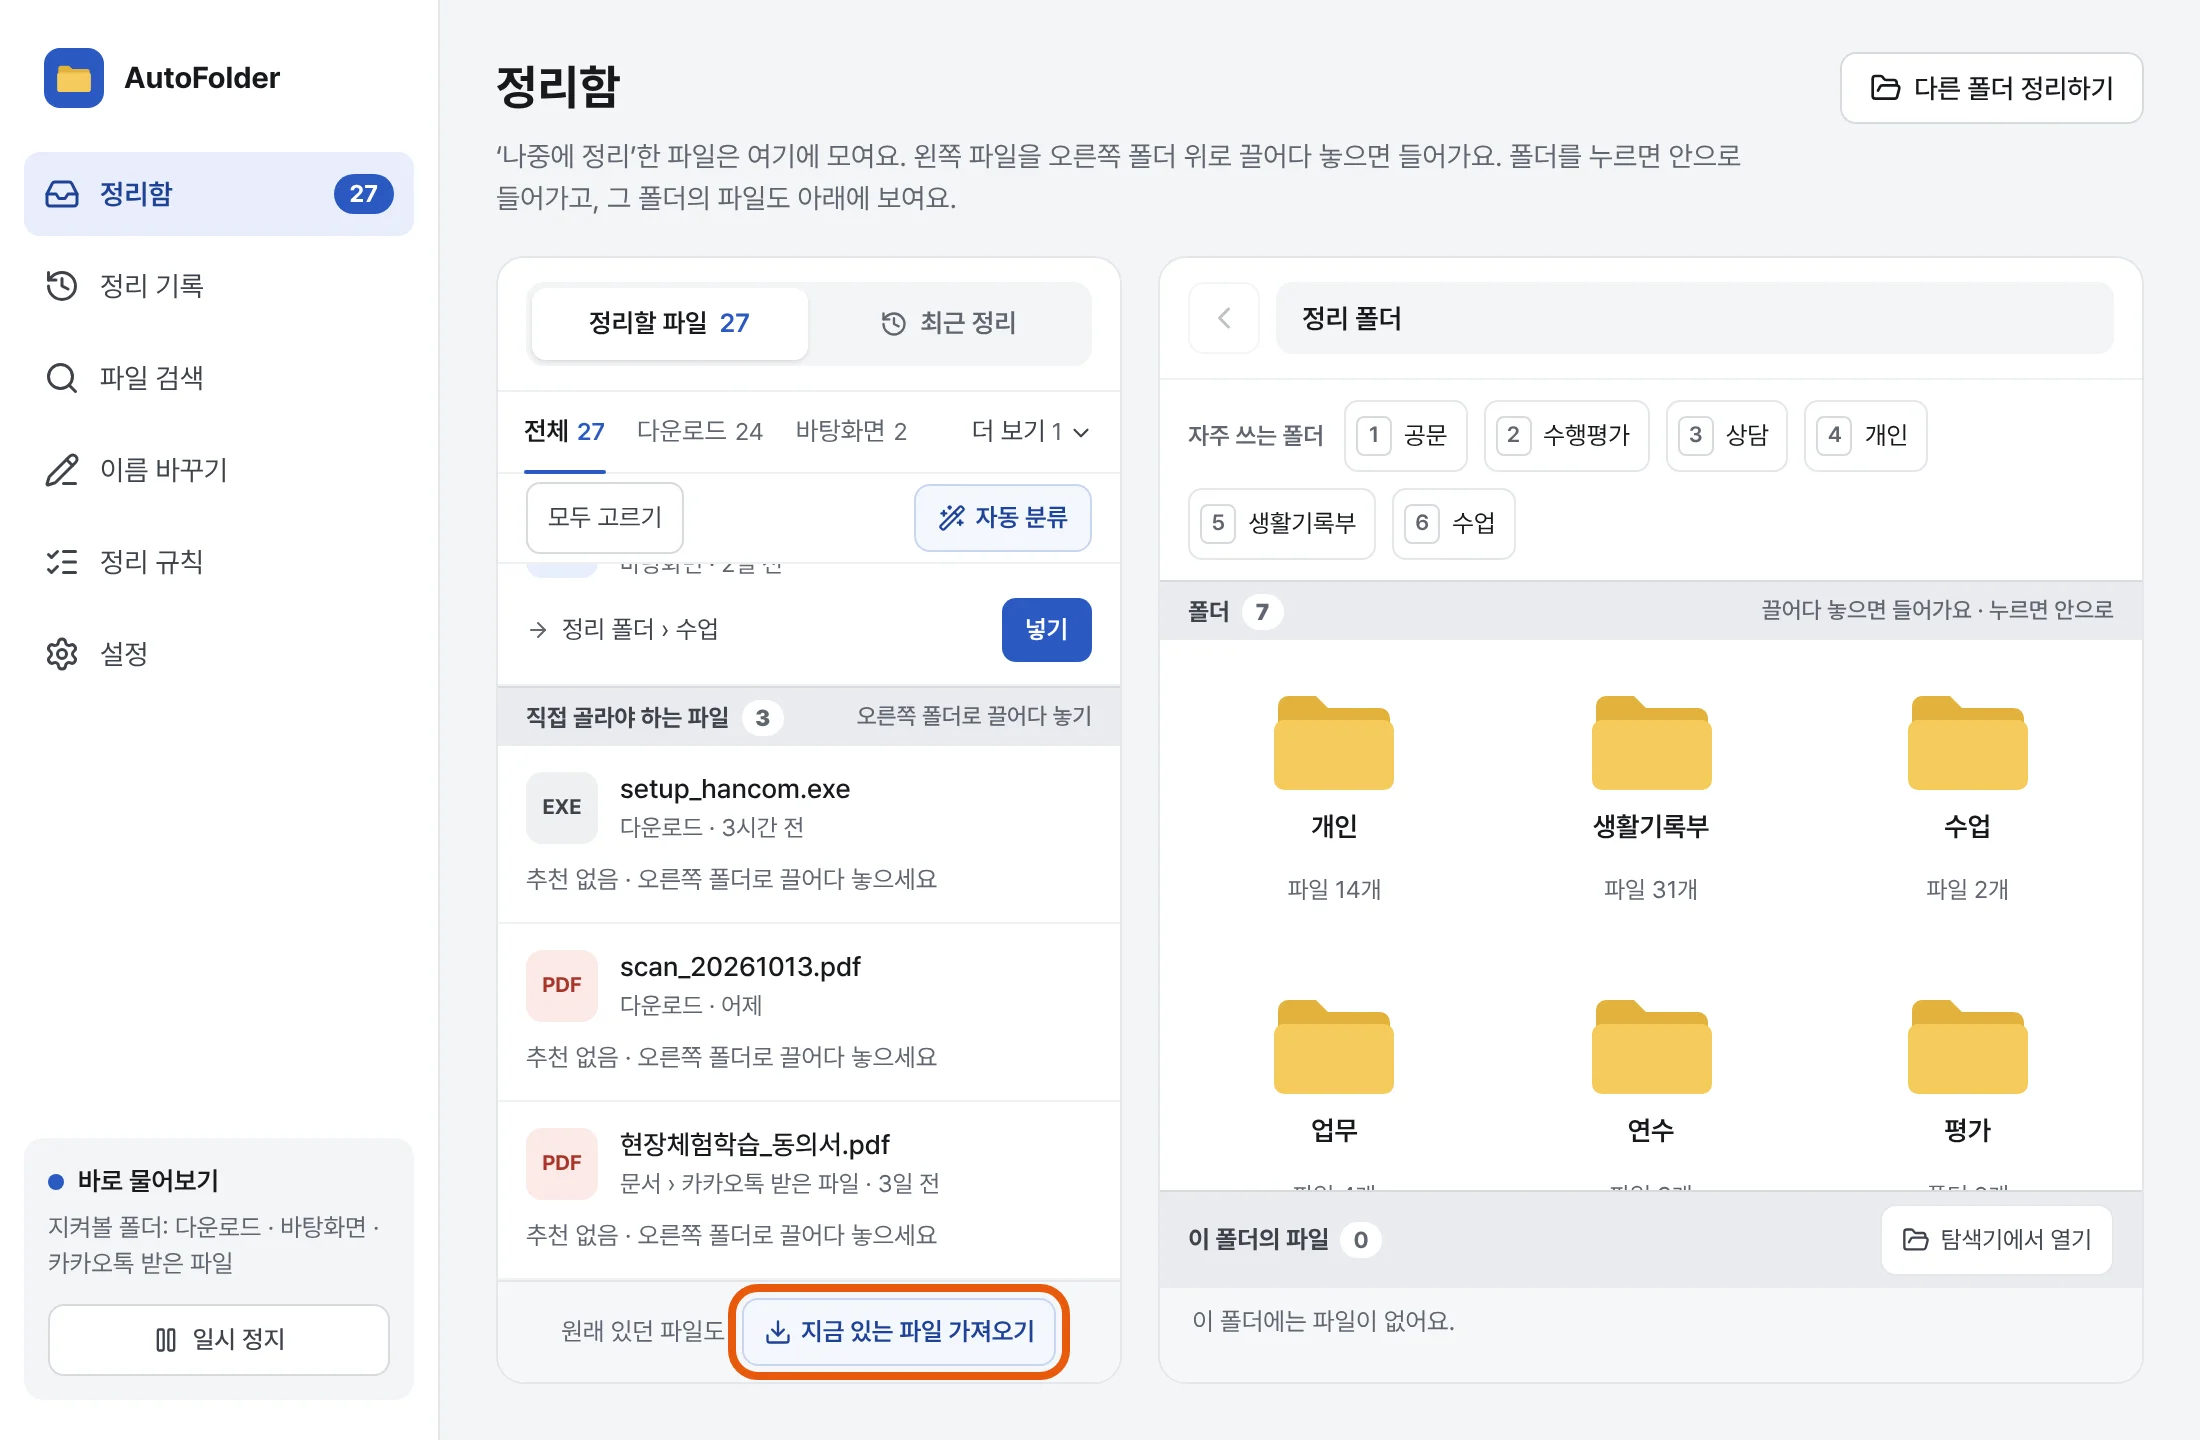 AutoFolder
정리함
27
정리 기록
파일 검색
이름 바꾸기
정리 규칙
설정
바로 물어보기
지켜볼 폴더: 다운로드 · 바탕화면 ·
카카오톡 받은 파일
일시 정지
정리함
다른 폴더 정리하기
‘나중에 정리’한 파일은 여기에 모여요. 왼쪽 파일을 오른쪽 폴더 위로 끌어다 놓으면 들어가요. 폴더를 누르면 안으로
들어가고, 그 폴더의 파일도 아래에 보여요.
정리할 파일 27
최근 정리
전체 27 다운로드 24 바탕화면 2 더 보기 1
모두 고르기
자동 분류
바탕화면 · 2일 전
→ 정리 폴더 › 수업
넣기
직접 골라야 하는 파일 3 오른쪽 폴더로 끌어다 놓기
EXE
setup_hancom.exe
다운로드 · 3시간 전
추천 없음 · 오른쪽 폴더로 끌어다 놓으세요
PDF
scan_20261013.pdf
다운로드 · 어제
추천 없음 · 오른쪽 폴더로 끌어다 놓으세요
PDF
현장체험학습_동의서.pdf
문서 › 카카오톡 받은 파일 · 3일 전
추천 없음 · 오른쪽 폴더로 끌어다 놓으세요
원래 있던 파일도
지금 있는 파일 가져오기
정리 폴더
자주 쓰는 폴더 1 공문 2 수행평가 3 상담 4 개인
5 생활기록부 6 수업
폴더 7 끌어다 놓으면 들어가요 · 누르면 안으로
개인 생활기록부 수업
파일 14개 파일 31개 파일 2개
업무 연수 평가
이 폴더의 파일 0
탐색기에서 열기
이 폴더에는 파일이 없어요.